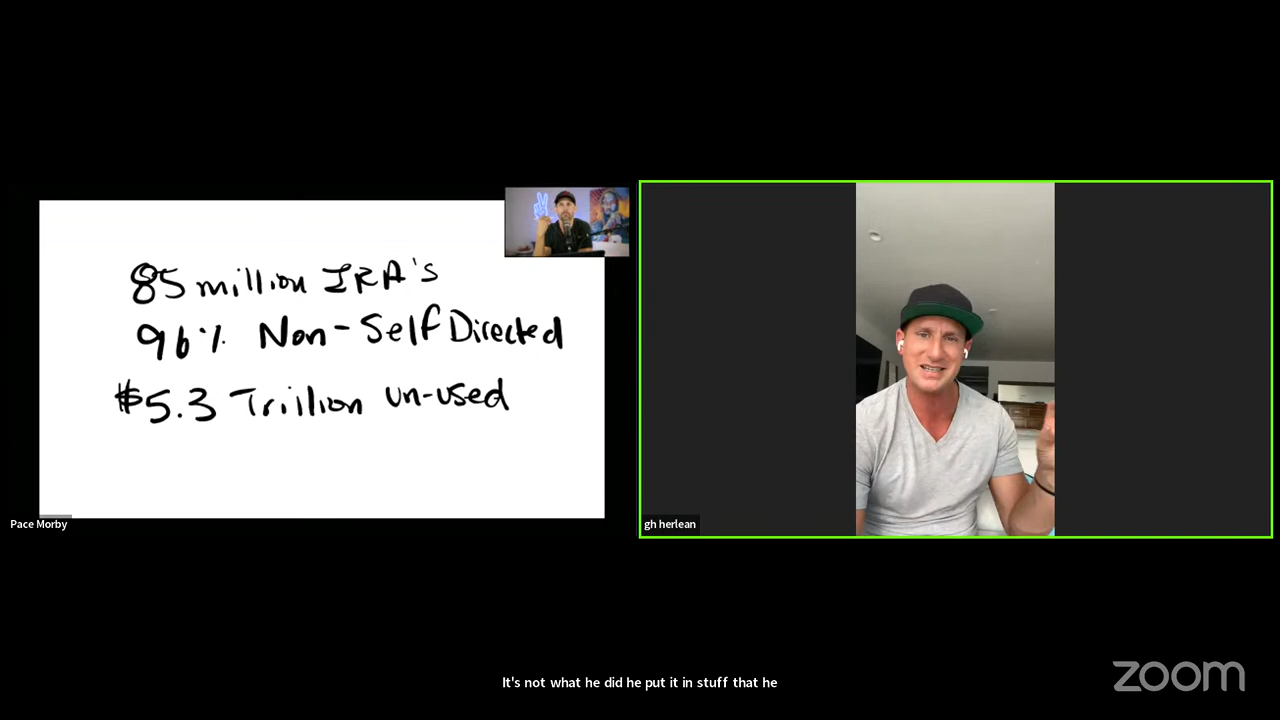 85 million IRA's
96% Non-Self Directed
$5.3 Trillion un-used
Pace Morby
gh herlean
It's not what he did he put it in stuff that he
zoom